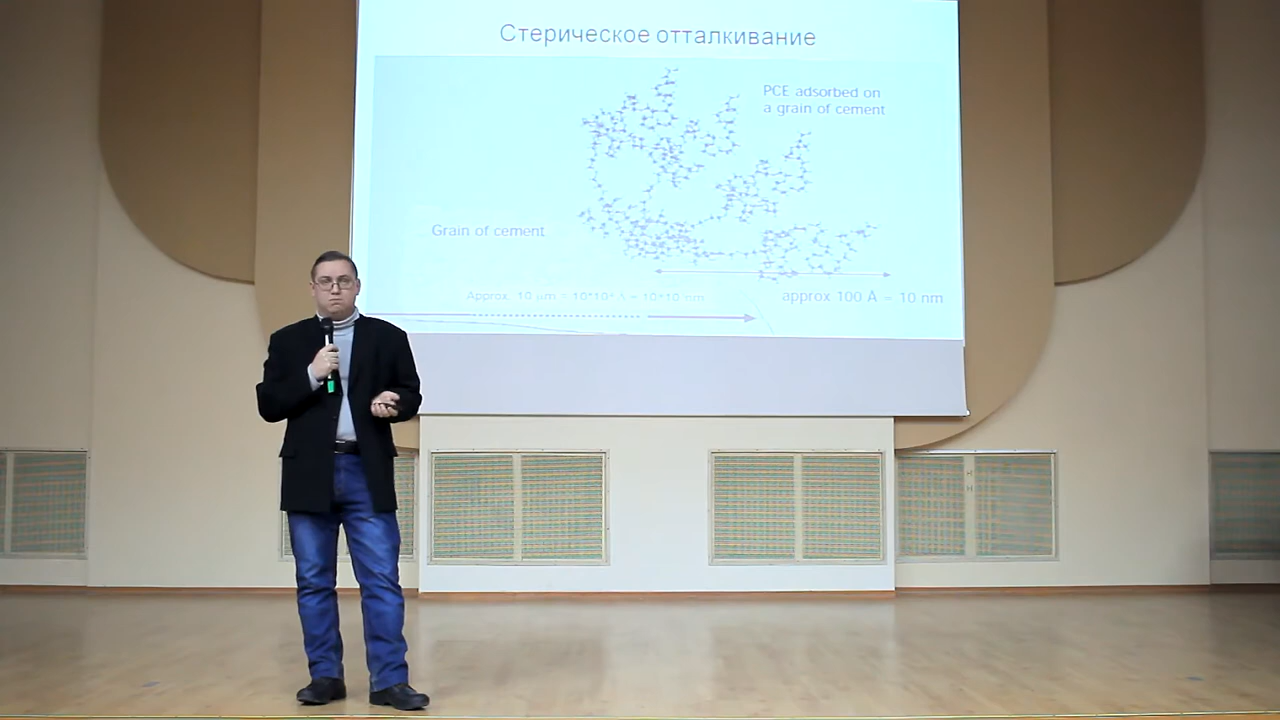 Стерическое отталкивание
PCE adsorbed on
a grain of cement
Grain of cement
approx 100 Å = 10 nm